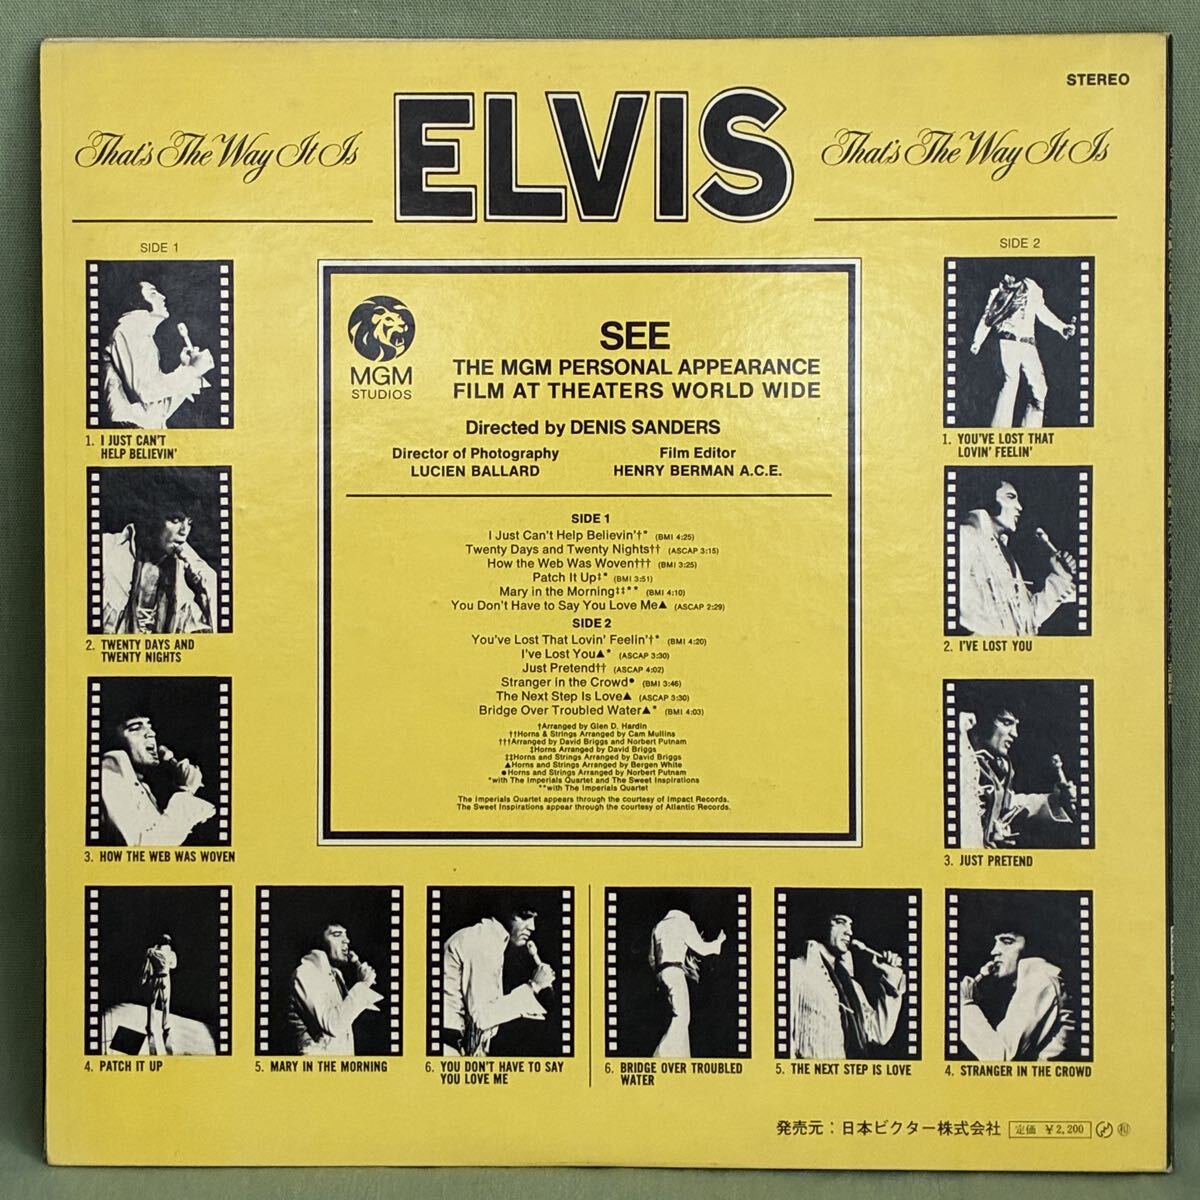 STEREO
That's The Way It Is
ELVIS
That's The Way It Is
SIDE 1
SIDE 2
1. I JUST CAN'T
HELP BELIEVIN'
2. TWENTY DAYS AND
TWENTY NIGHTS
3. HOW THE WEB WAS WOVEN
MGM
STUDIOS
SEE
THE MGM PERSONAL APPEARANCE
FILM AT THEATERS WORLD WIDE
Directed by DENIS SANDERS
Director of Photography
LUCIEN BALLARD
Film Editor
HENRY BERMAN A.C.E.
SIDE 1
I Just Can't Help Believin'†* (BMI 4:25)
Twenty Days and Twenty Nights†† (ASCAP 3:15)
How the Web Was Woven††† (BMI 3:25)
Patch It Up‡* (BMI 3:51)
Mary in the Morning‡‡** (BMI 4:10)
You Don't Have to Say You Love Me▲ (ASCAP 2:29)
SIDE 2
You've Lost That Lovin' Feelin'†* (BMI 4:20)
I've Lost You▲* (ASCAP 3:30)
Just Pretend†† (ASCAP 4:02)
Stranger in the Crowd● (BMI 3:46)
The Next Step Is Love▲ (ASCAP 3:30)
Bridge Over Troubled Water▲* (BMI 4:03)
†Arranged by Glen D. Hardin
††Horns & Strings Arranged by Cam Mullins
†††Arranged by David Briggs and Norbert Putnam
‡Horns Arranged by David Briggs
‡‡Horns and Strings Arranged by David Briggs
▲Horns and Strings Arranged by Bergen White
●Horns and Strings Arranged by Norbert Putnam
*with The Imperials Quartet and The Sweet Inspirations
**with The Imperials Quartet
The Imperials Quartet appears through the courtesy of Impact Records.
The Sweet Inspirations appear through the courtesy of Atlantic Records.
1. YOU'VE LOST THAT
LOVIN' FEELIN'
2. I'VE LOST YOU
3. JUST PRETEND
4. PATCH IT UP
5. MARY IN THE MORNING
6. YOU DON'T HAVE TO SAY
YOU LOVE ME
6. BRIDGE OVER TROUBLED
WATER
5. THE NEXT STEP IS LOVE
4. STRANGER IN THE CROWD
発売元：日本ビクター株式会社 定価 ¥2,200